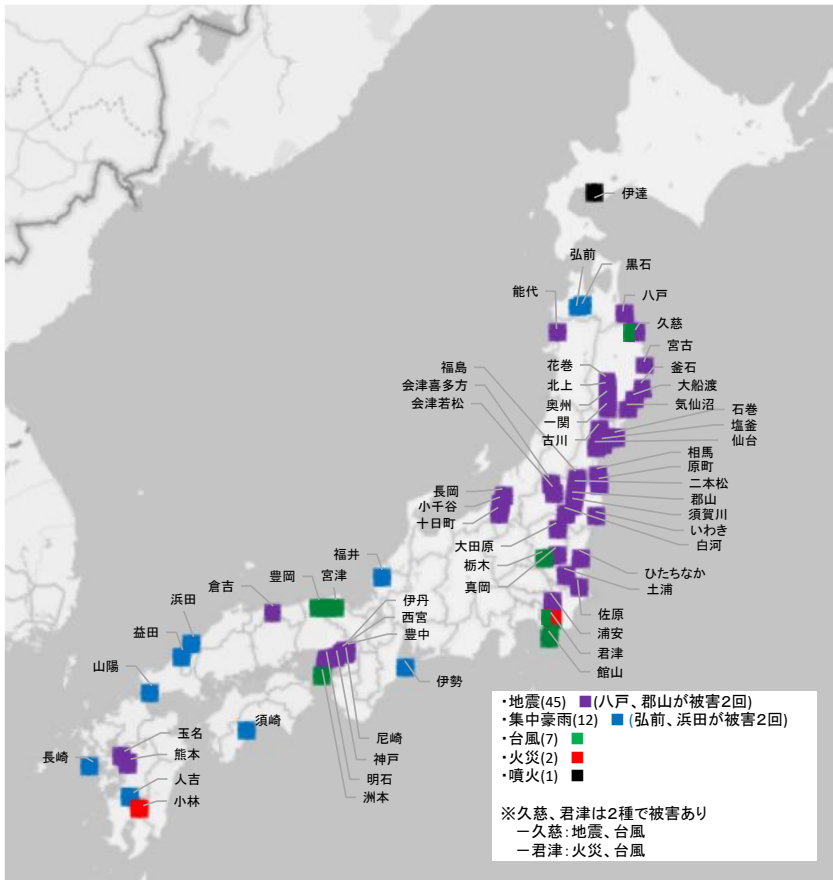 伊達
弘前
黒石
能代
八戸
久慈
宮古
花巻
釜石
福島
北上
大船渡
会津喜多方
奥州
気仙沼
会津若松
一関
石巻
古川
塩釜
仙台
相馬
原町
長岡
二本松
小千谷
郡山
十日町
須賀川
いわき
大田原
白河
福井
栃木
ひたちなか
豊岡
宮津
真岡
土浦
倉吉
浜田
伊丹
佐原
西宮
浦安
益田
豊中
君津
山陽
館山
伊勢
須崎
玉名
尼崎
長崎
熊本
神戸
人吉
明石
小林
洲本
・地震(45) (八戸、郡山が被害2回)
・集中豪雨(12) (弘前、浜田が被害2回)
・台風(7)
・火災(2)
・噴火(1)
※久慈、君津は2種で被害あり
－久慈：地震、台風
－君津：火災、台風